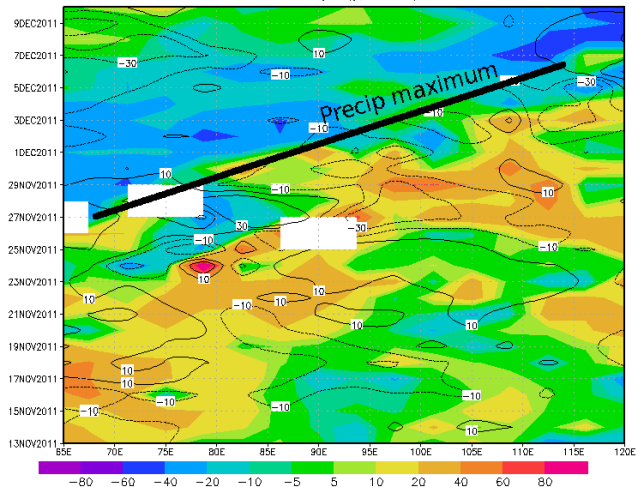 9DEC2011
10
7DEC2011
-30
-10
-30
5DEC2011
Precip maximum
-10
3DEC2011
-10
1DEC2011
10
29NOV2011
27NOV2011
30
-30
-10
25NOV2011
-10
10
23NOV2011
10
10
10
-10
10
21NOV2011
10
10
19NOV2011
10
10
17NOV2011
10
-10
-10
15NOV2011
-10
10
13NOV2011
65E 70E 75E 80E 85E 90E 95E 100E 105E 110E 115E 120E
-80 -60 -40 -20 -10 -5 5 10 20 40 60 80